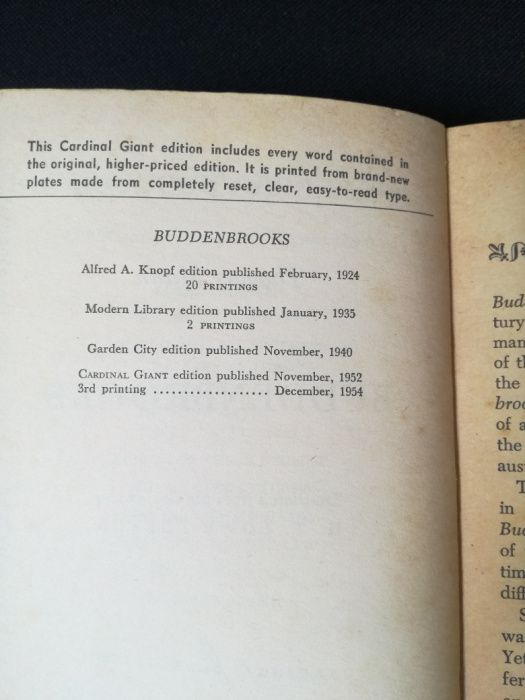 This Cardinal Giant edition includes every word contained in
the original, higher-priced edition. It is printed from brand-new
plates made from completely reset, clear, easy-to-read type.
BUDDENBROOKS
Alfred A. Knopf edition published February, 1924
20 PRINTINGS
Modern Library edition published January, 1935
2 PRINTINGS
Garden City edition published November, 1940
CARDINAL GIANT edition published November, 1952
3rd printing ................... December, 1954
Bud
tury
man
of th
the
broo
of a
the
aus
T
in
Bud
of
tim
diff
S
wa
Yet
fer